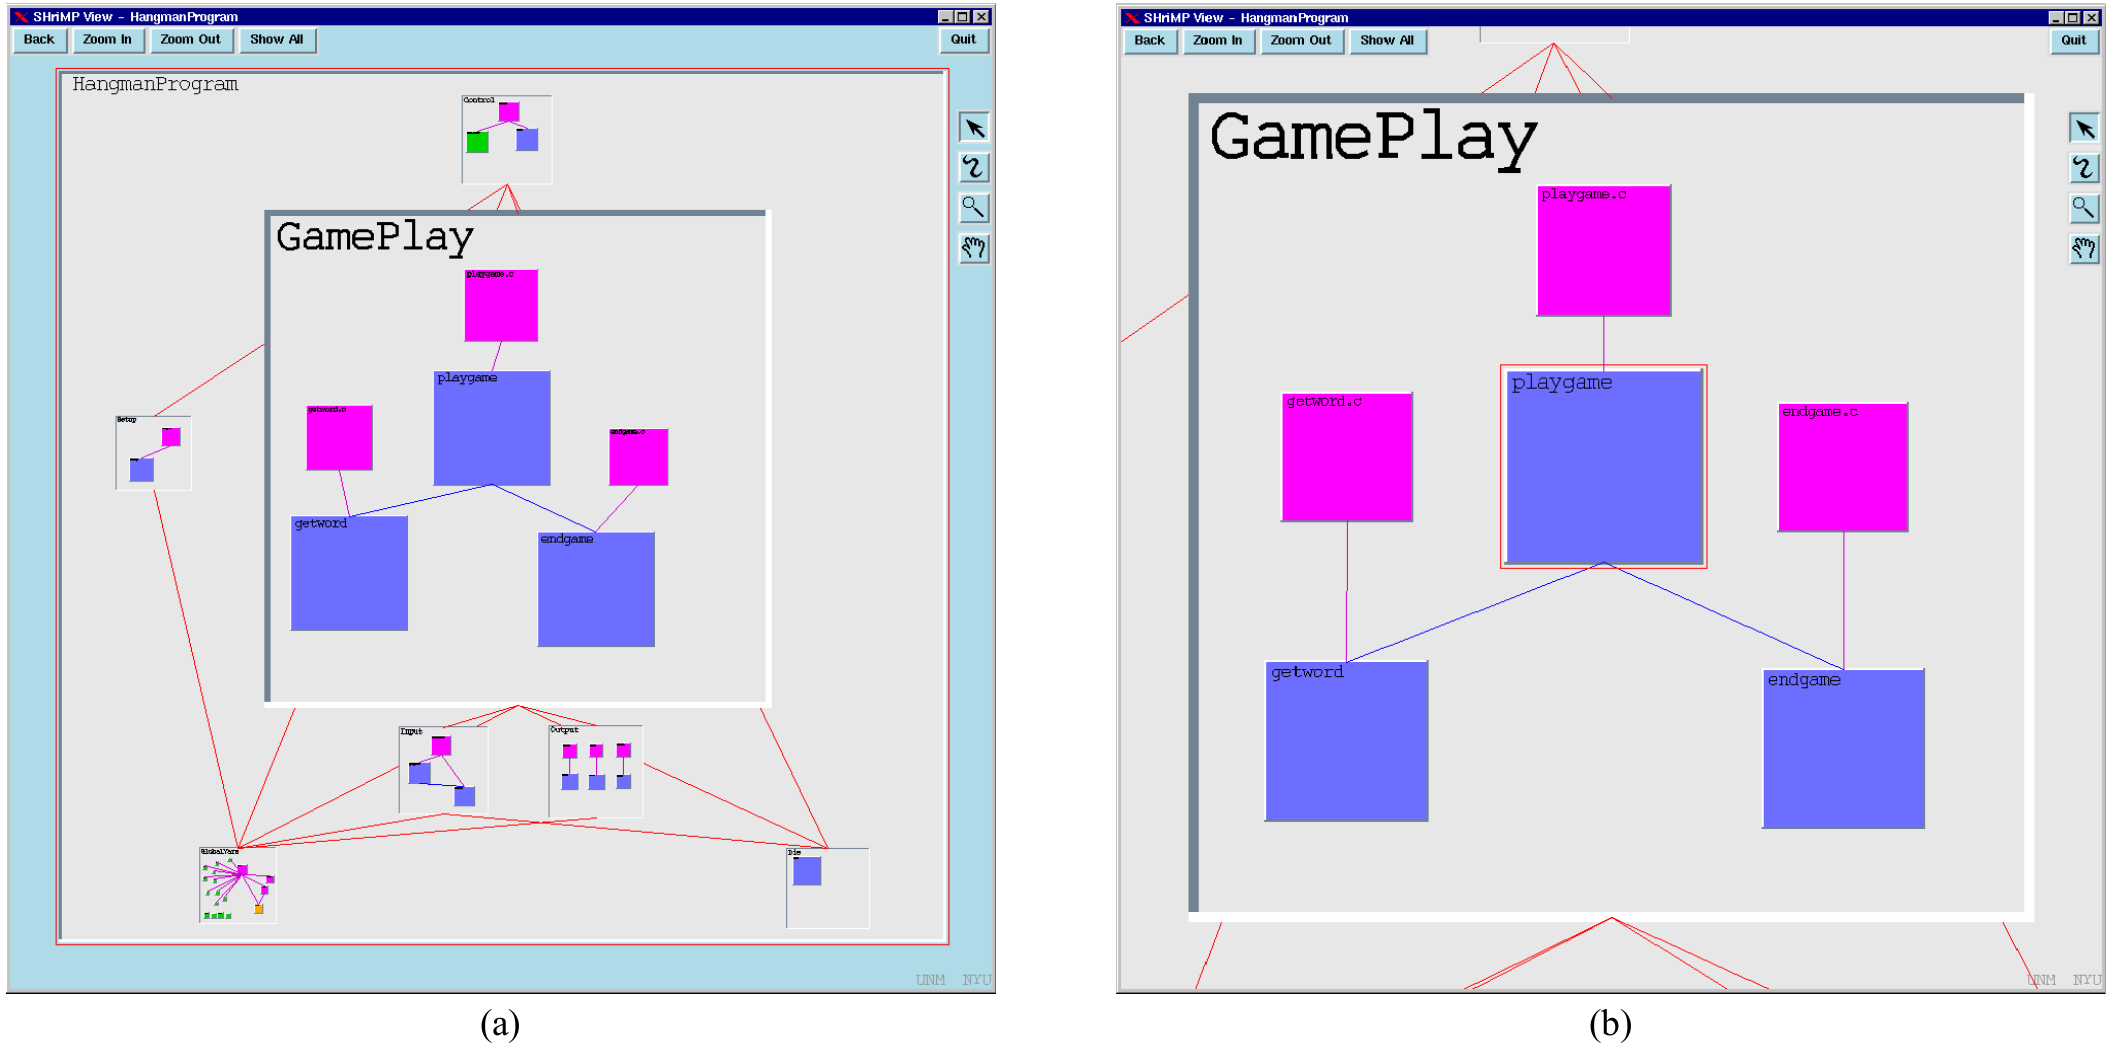 SHriMP View - HangmanProgram
Back Zoom In Zoom Out Show All Quit
HangmanProgram
Control
GamePlay
playgame.c
playgame
getword.c
endgame.c
Setup
getword
endgame
Input
Output
GlobalVars
Die
UNM NYU
(a)
SHriMP View - HangmanProgram
Back Zoom In Zoom Out Show All Quit
GamePlay
playgame.c
playgame
getword.c
endgame.c
getword
endgame
UNM NYU
(b)